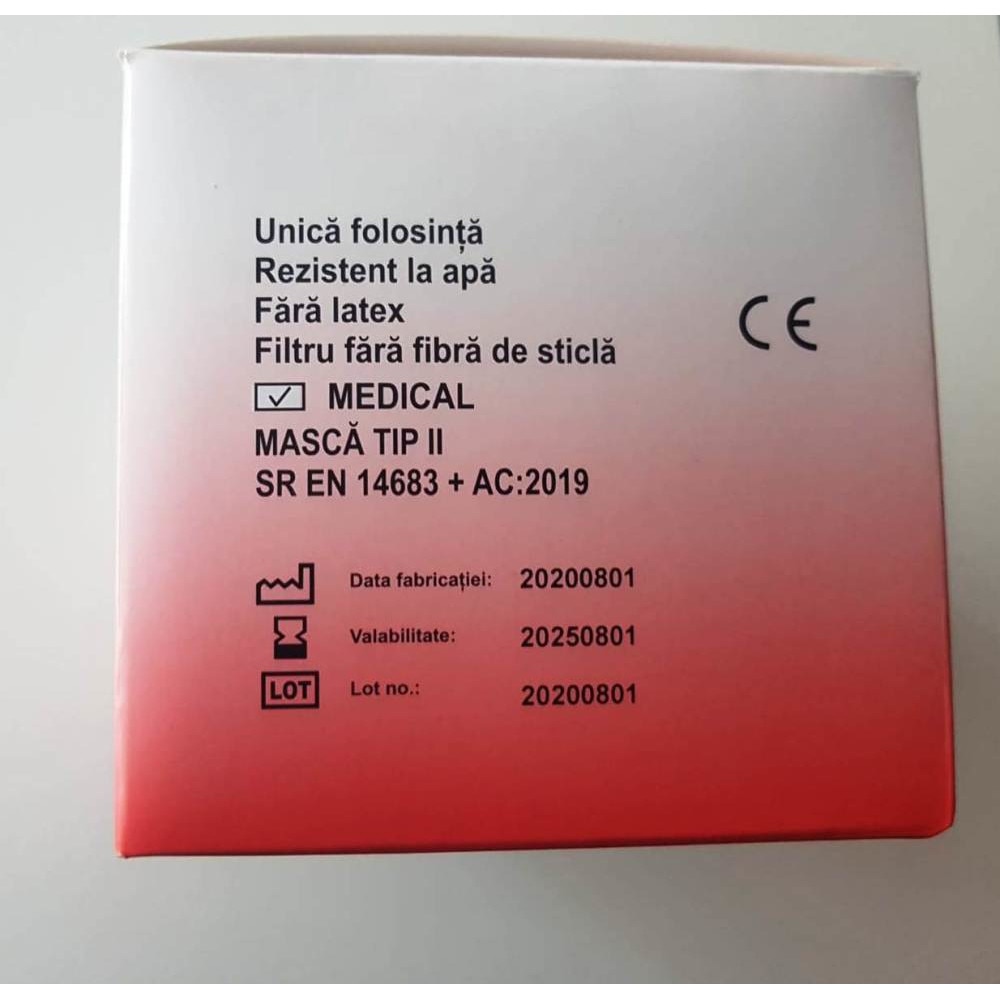 Unică folosință
Rezistent la apă
Fără latex
Filtru fără fibră de sticlă
CE
MEDICAL
MASCĂ TIP II
SR EN 14683 + AC:2019
Data fabricației: 20200801
Valabilitate: 20250801
LOT Lot no.: 20200801